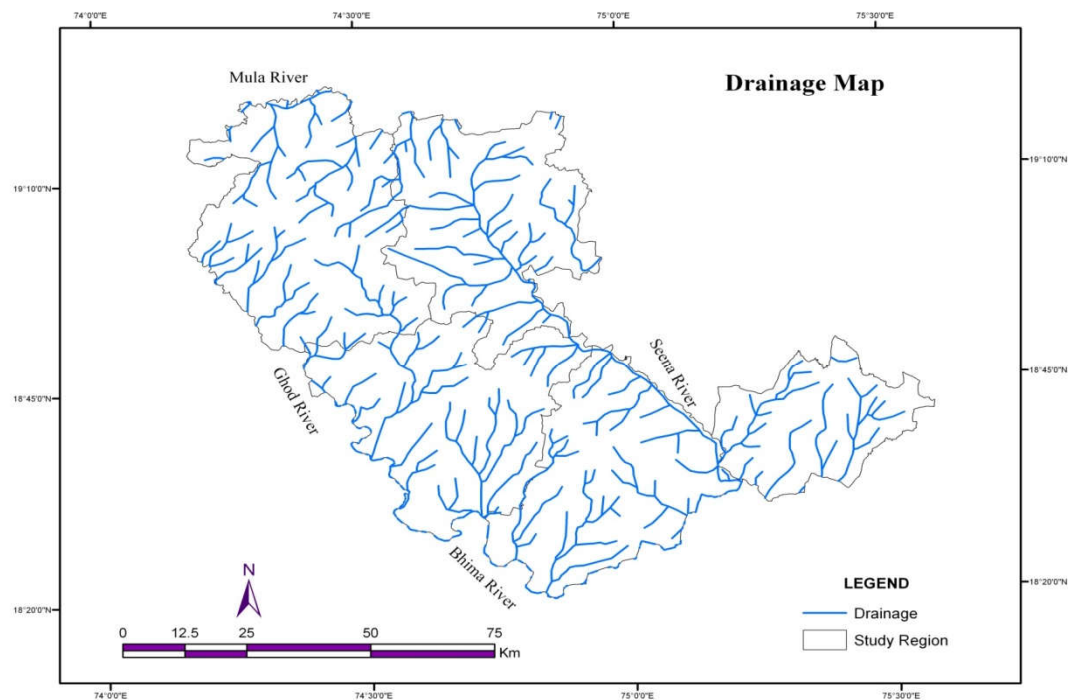 74°0'0"E 74°30'0"E 75°0'0"E 75°30'0"E
Mula River
Drainage Map
19°10'0"N
19°10'0"N
Seena River
18°45'0"N
Ghod River
18°45'0"N
Bhima River
N
LEGEND
18°20'0"N
18°20'0"N
Drainage
Study Region
0 12.5 25 50 75
Km
74°0'0"E 74°30'0"E 75°0'0"E 75°30'0"E